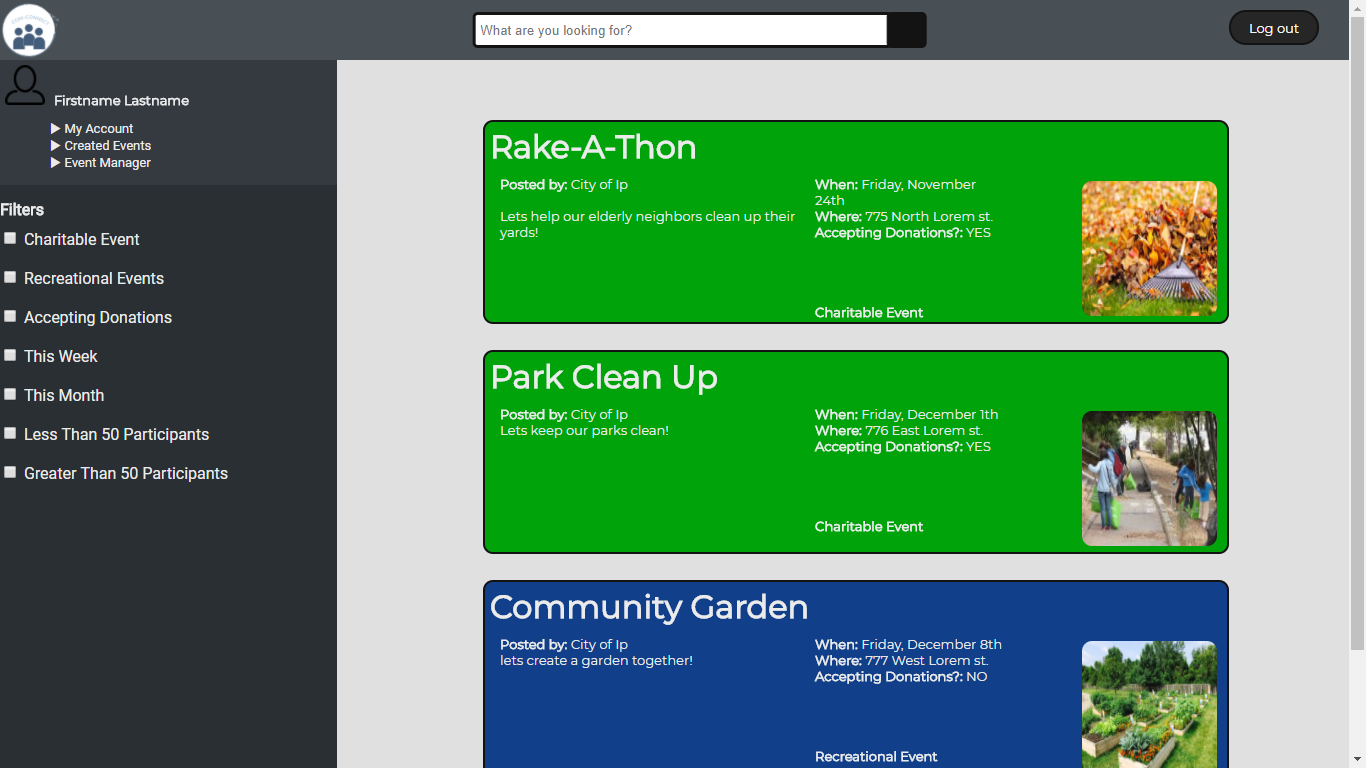 COM-CONNECT
What are you looking for?
Log out
Firstname Lastname
▶ My Account
▶ Created Events
▶ Event Manager
Filters
Charitable Event
Recreational Events
Accepting Donations
This Week
This Month
Less Than 50 Participants
Greater Than 50 Participants
Rake-A-Thon
Posted by: City of Ip
Lets help our elderly neighbors clean up their
yards!
When: Friday, November
24th
Where: 775 North Lorem st.
Accepting Donations?: YES
Charitable Event
Park Clean Up
Posted by: City of Ip
Lets keep our parks clean!
When: Friday, December 1th
Where: 776 East Lorem st.
Accepting Donations?: YES
Charitable Event
Community Garden
Posted by: City of Ip
lets create a garden together!
When: Friday, December 8th
Where: 777 West Lorem st.
Accepting Donations?: NO
Recreational Event